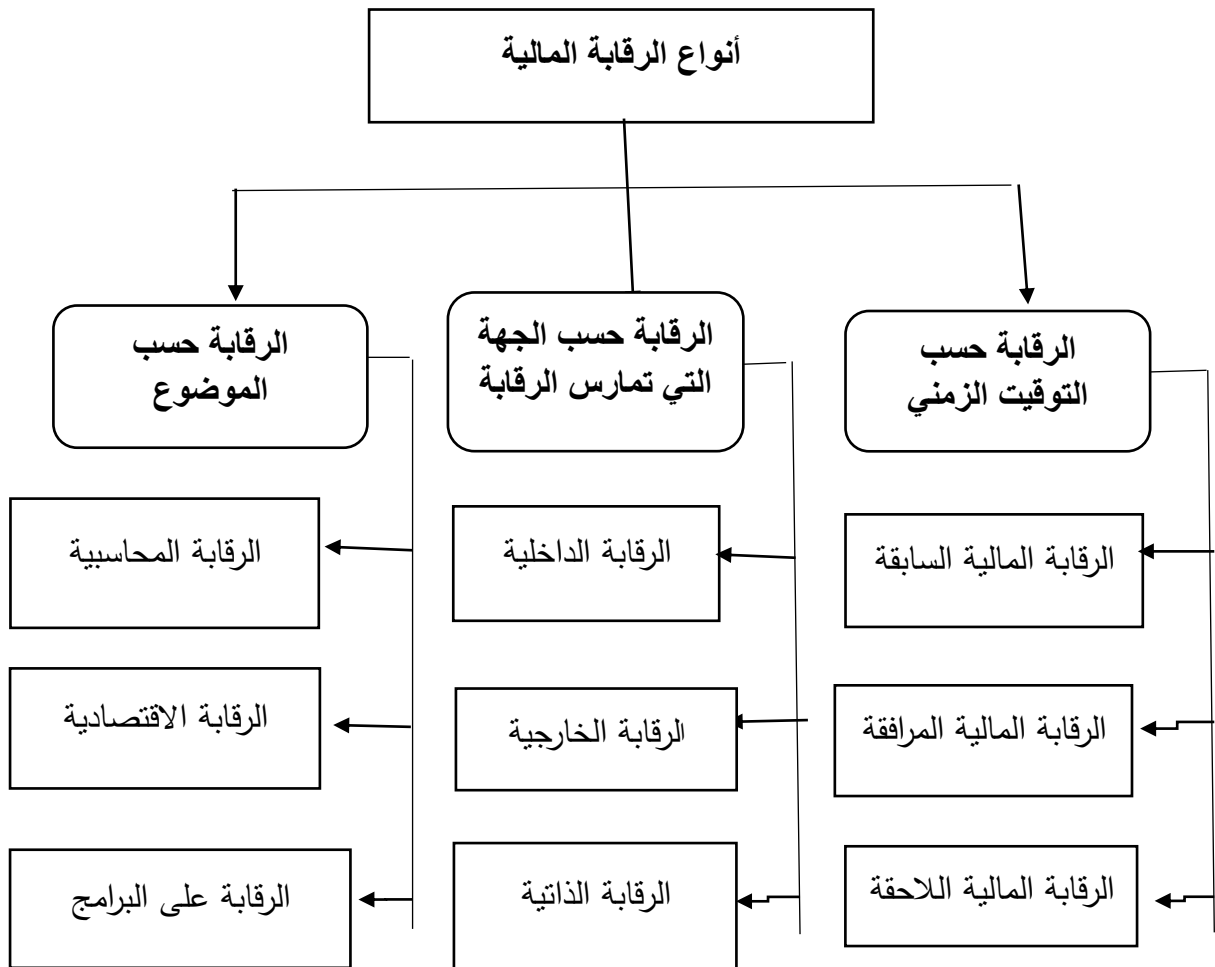 أنواع الرقابة المالية
الرقابة حسب
التوقيت الزمني
الرقابة حسب الجهة
التي تمارس الرقابة
الرقابة حسب
الموضوع
الرقابة المالية السابقة
الرقابة الداخلية
الرقابة المحاسبية
الرقابة المالية المرافقة
الرقابة الخارجية
الرقابة الاقتصادية
الرقابة المالية اللاحقة
الرقابة الذاتية
الرقابة على البرامج